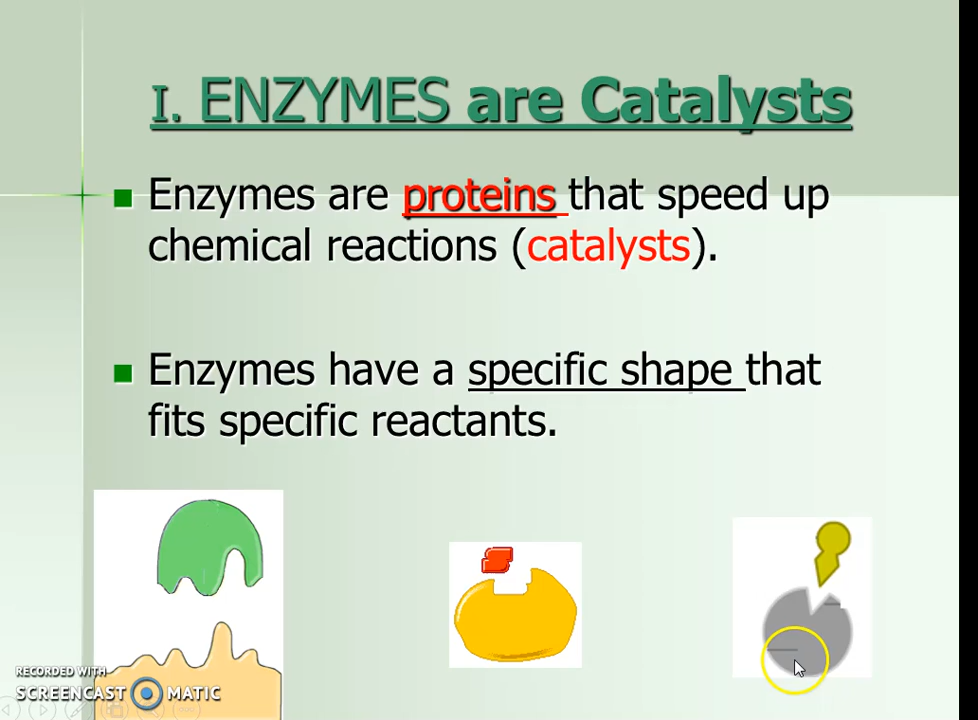 I. ENZYMES are Catalysts
Enzymes are proteins that speed up
chemical reactions (catalysts).
Enzymes have a specific shape that
fits specific reactants.
RECORDED WITH
SCREENCAST MATIC